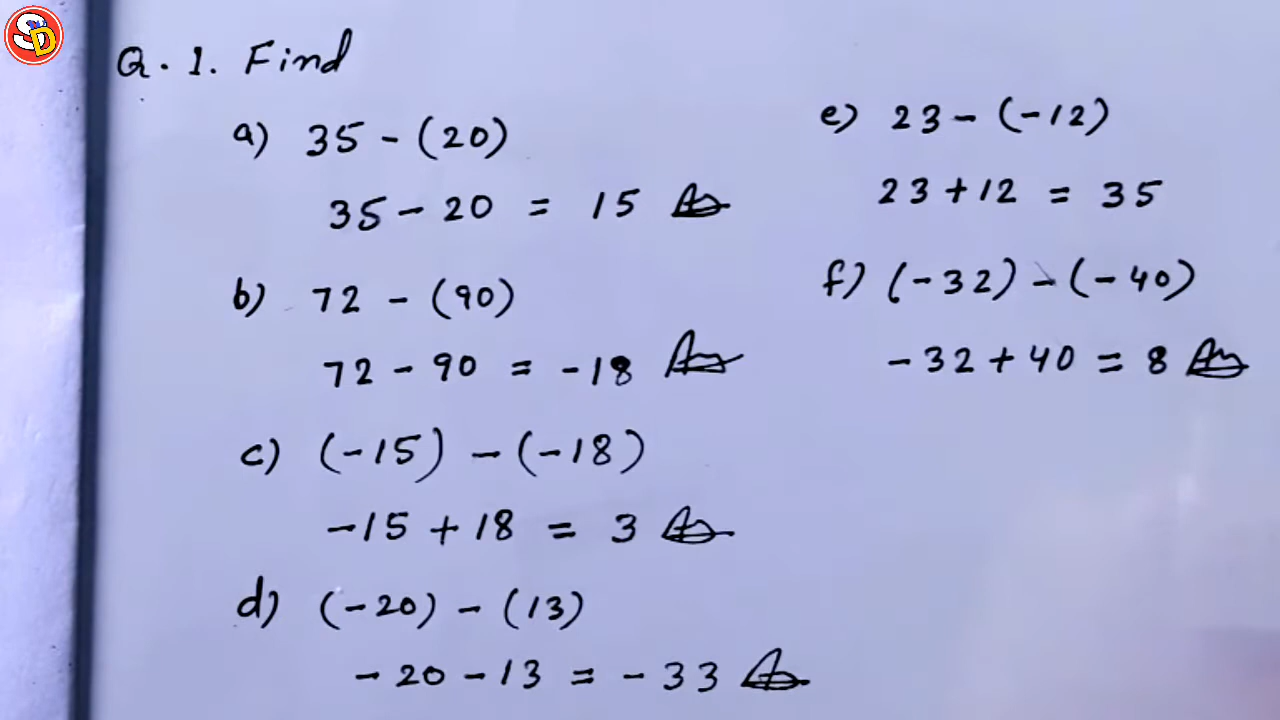 SD
Q. 1. Find
a) 35 - (20)
35 - 20 = 15 Ans
b) 72 - (90)
72 - 90 = -18 Ans
c) (-15) - (-18)
-15 + 18 = 3 Ans
d) (-20) - (13)
-20 - 13 = -33 Ans
e) 23 - (-12)
23 + 12 = 35
f) (-32) - (-40)
-32 + 40 = 8 Ans